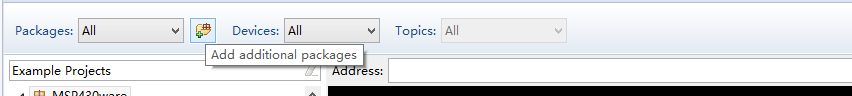 Packages: All Devices: All Topics: All
Add additional packages
Example Projects Address:
MSP430ware